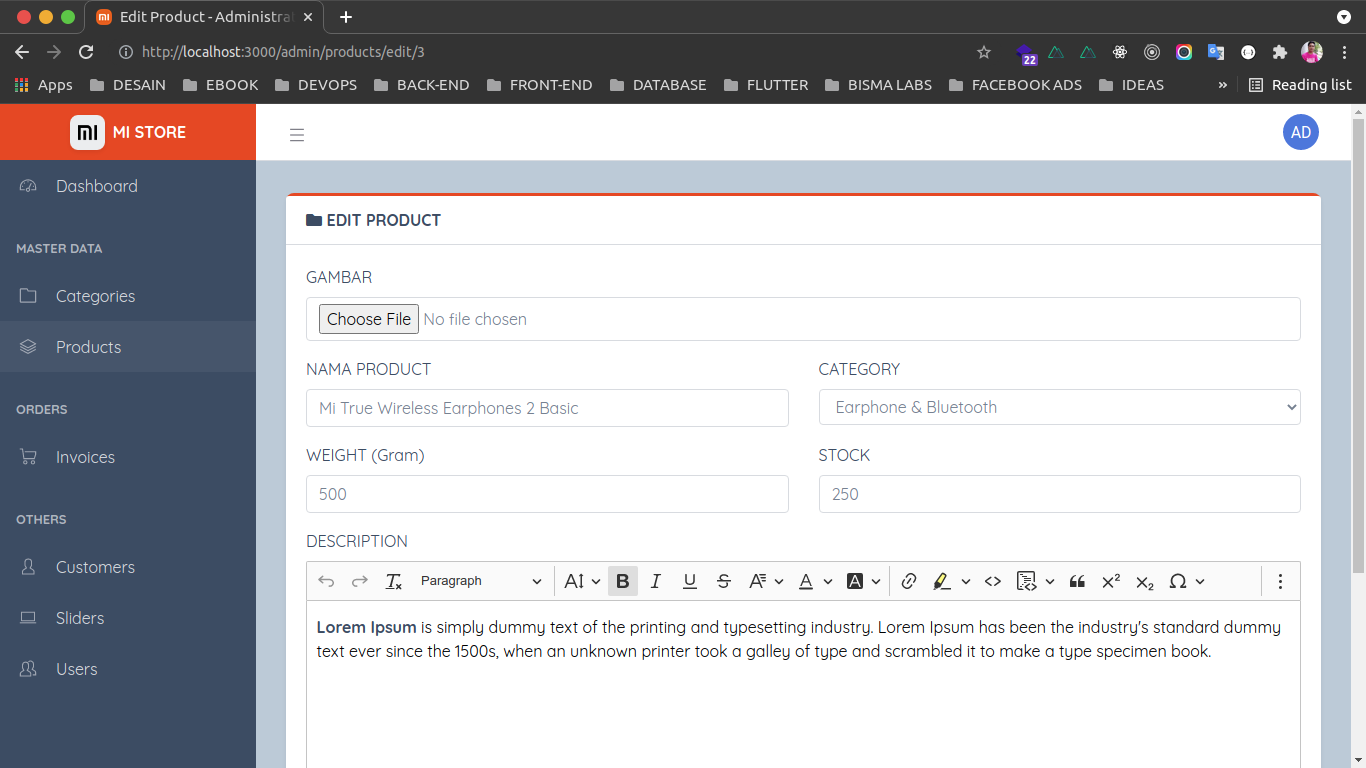 Edit Product - Administra
http://localhost:3000/admin/products/edit/3
22
Apps DESAIN EBOOK DEVOPS BACK-END FRONT-END DATABASE FLUTTER BISMA LABS FACEBOOK ADS IDEAS » Reading list
MI STORE
AD
Dashboard
MASTER DATA
Categories
Products
ORDERS
Invoices
OTHERS
Customers
Sliders
Users
EDIT PRODUCT
GAMBAR
Choose File No file chosen
NAMA PRODUCT CATEGORY
Mi True Wireless Earphones 2 Basic Earphone & Bluetooth
WEIGHT (Gram) STOCK
500 250
DESCRIPTION
Paragraph
Lorem Ipsum is simply dummy text of the printing and typesetting industry. Lorem Ipsum has been the industry's standard dummy
text ever since the 1500s, when an unknown printer took a galley of type and scrambled it to make a type specimen book.